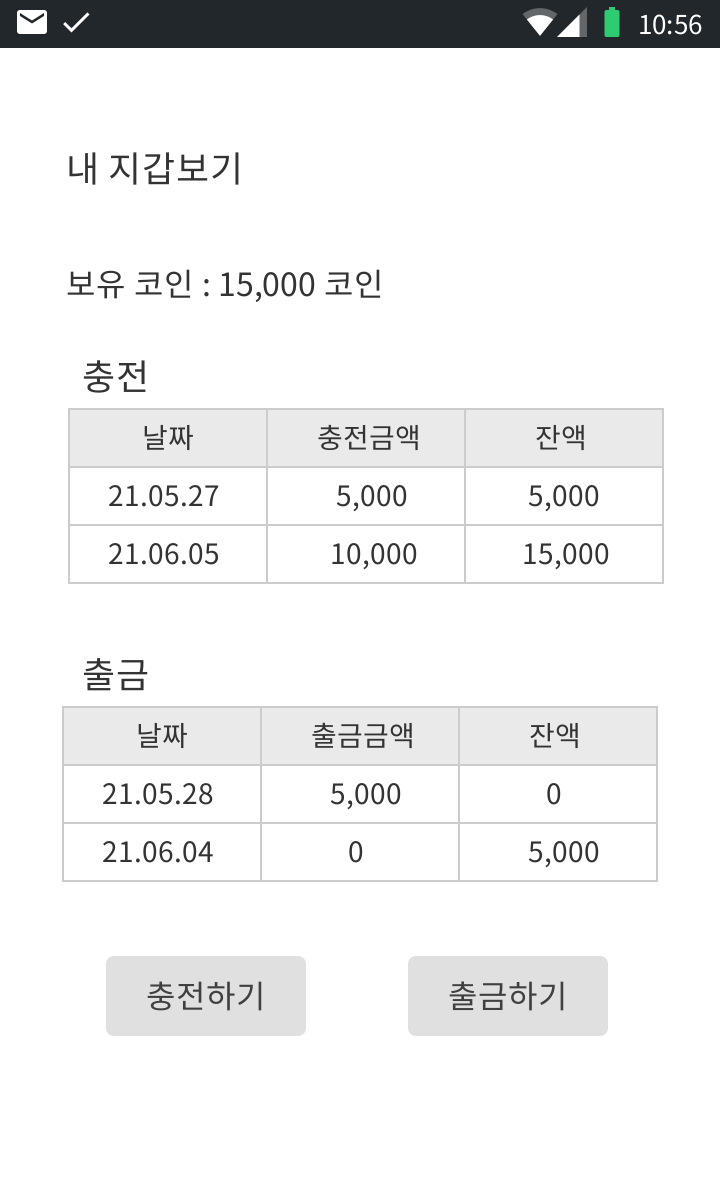 10:56
내 지갑보기
보유 코인 : 15,000 코인
충전
날짜 충전금액 잔액
21.05.27 5,000 5,000
21.06.05 10,000 15,000
출금
날짜 출금금액 잔액
21.05.28 5,000 0
21.06.04 0 5,000
충전하기 출금하기